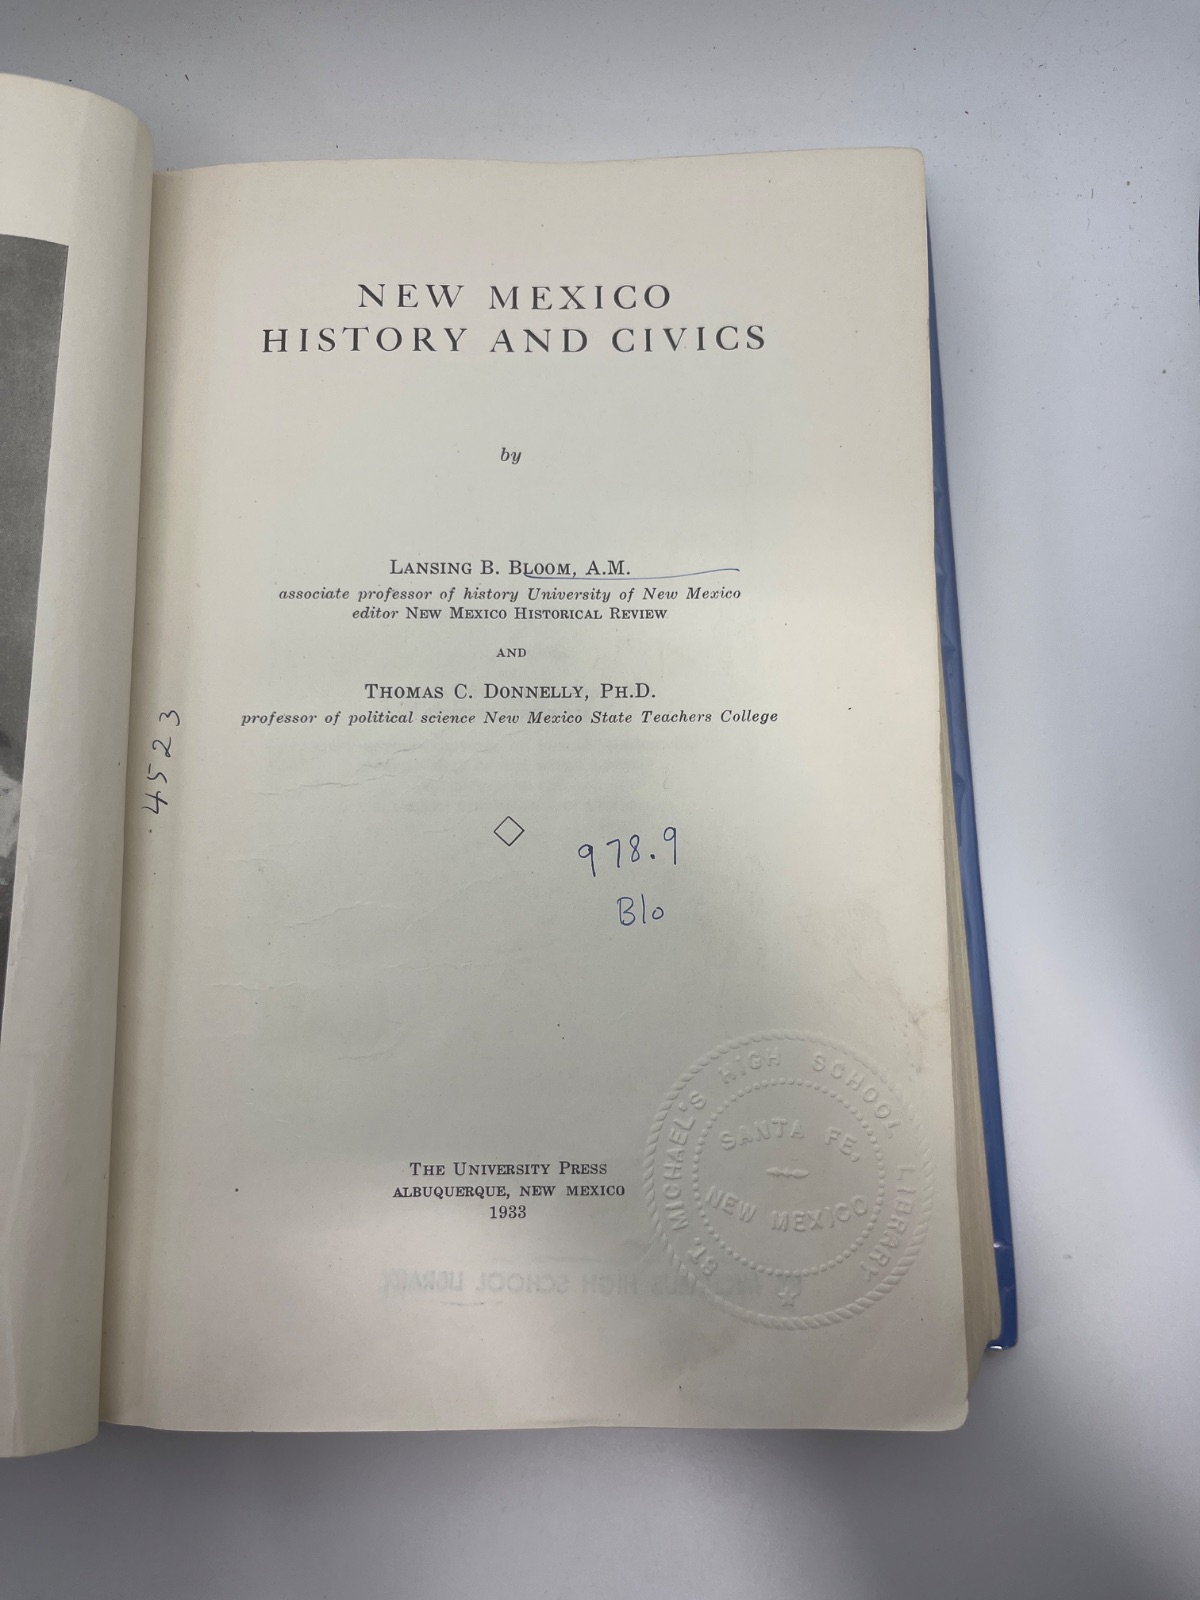 NEW MEXICO
HISTORY AND CIVICS
by
LANSING B. BLOOM, A.M.
associate professor of history University of New Mexico
editor NEW MEXICO HISTORICAL REVIEW
AND
THOMAS C. DONNELLY, PH.D.
professor of political science New Mexico State Teachers College
4523
978.9
Blo
THE UNIVERSITY PRESS
ALBUQUERQUE, NEW MEXICO
1933
ST. MICHAEL'S HIGH SCHOOL LIBRARY
SANTA FE,
NEW MEXICO